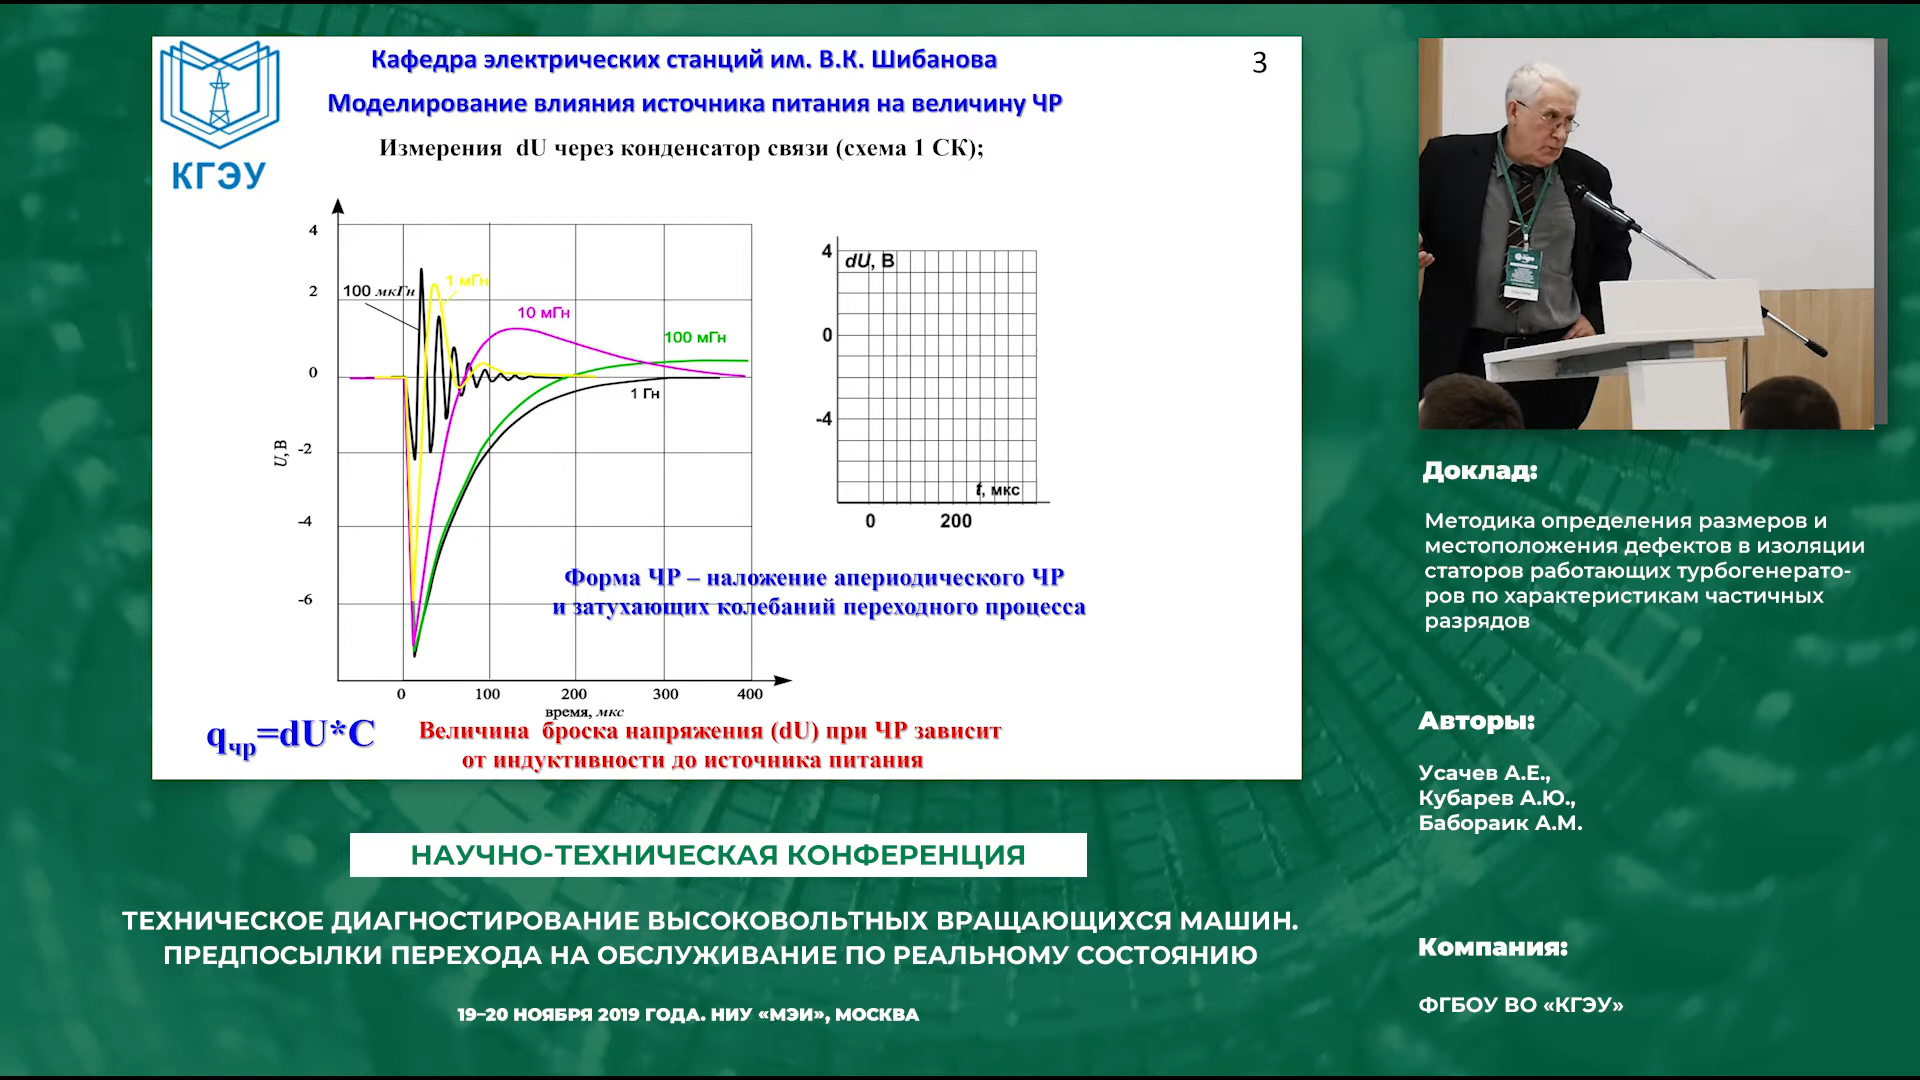 КГЭУ
Кафедра электрических станций им. В.К. Шибанова
3
Моделирование влияния источника питания на величину ЧР
Измерения dU через конденсатор связи (схема 1 СК);
4
2
0
-2
-4
-6
U, В
100 мкГн
1 мГн
10 мГн
100 мГн
1 Гн
0 100 200 300 400
время, мкс
4
0
-4
dU, В
t, мкс
0 200
Форма ЧР – наложение апериодического ЧР
и затухающих колебаний переходного процесса
qчр=dU*C
Величина броска напряжения (dU) при ЧР зависит
от индуктивности до источника питания
Доклад:
Методика определения размеров и
местоположения дефектов в изоляции
статоров работающих турбогенерато-
ров по характеристикам частичных
разрядов
Авторы:
Усачев А.Е.,
Кубарев А.Ю.,
Бабораик А.М.
Компания:
ФГБОУ ВО «КГЭУ»
НАУЧНО-ТЕХНИЧЕСКАЯ КОНФЕРЕНЦИЯ
ТЕХНИЧЕСКОЕ ДИАГНОСТИРОВАНИЕ ВЫСОКОВОЛЬТНЫХ ВРАЩАЮЩИХСЯ МАШИН.
ПРЕДПОСЫЛКИ ПЕРЕХОДА НА ОБСЛУЖИВАНИЕ ПО РЕАЛЬНОМУ СОСТОЯНИЮ
19–20 НОЯБРЯ 2019 ГОДА. НИУ «МЭИ», МОСКВА